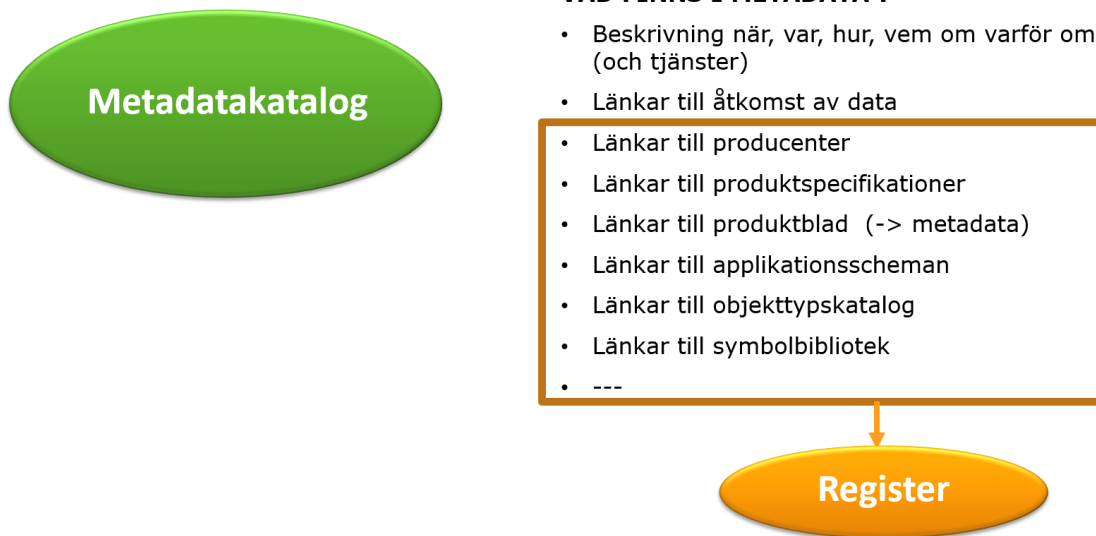 Metadatakatalog
• Beskrivning när, var, hur, vem om varför om
(och tjänster)
• Länkar till åtkomst av data
• Länkar till producenter
• Länkar till produktspecifikationer
• Länkar till produktblad (-> metadata)
• Länkar till applikationsscheman
• Länkar till objekttypskatalog
• Länkar till symbolbibliotek
• ---
Register